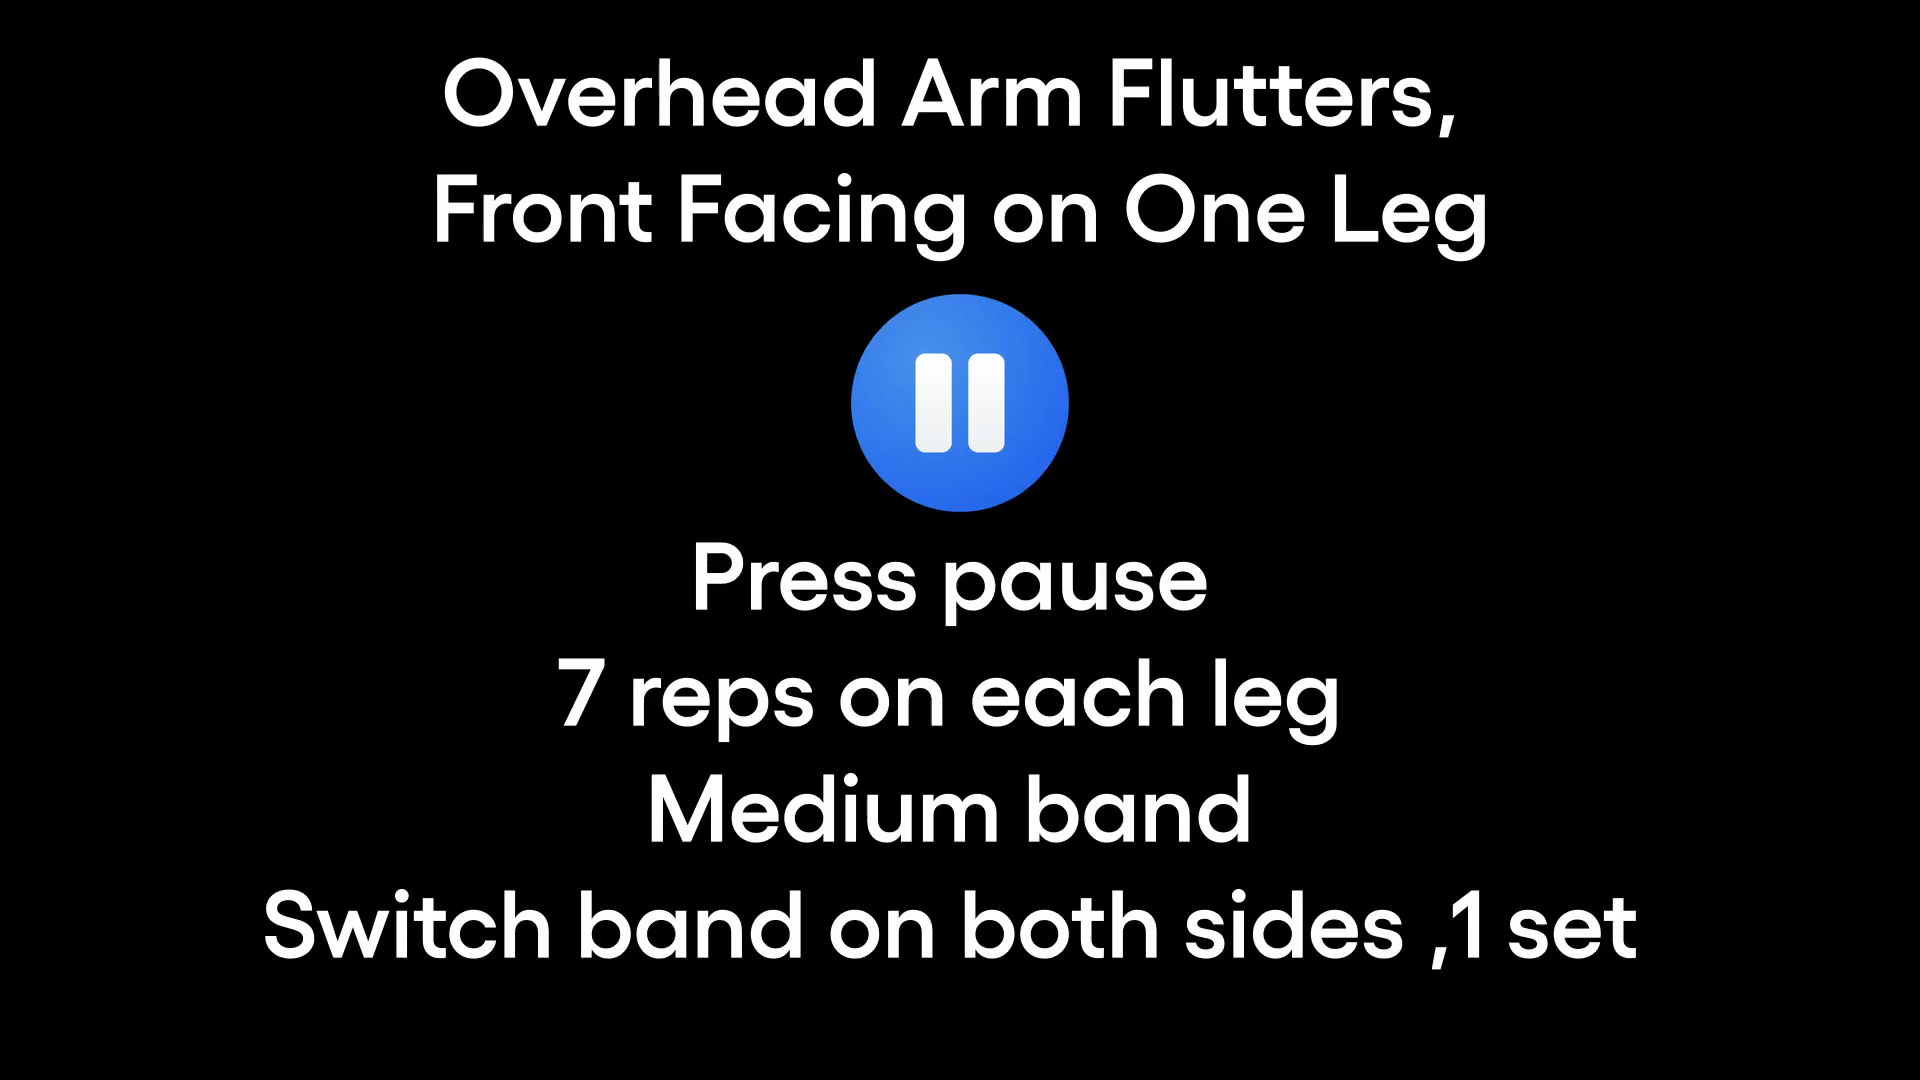 Overhead Arm Flutters,
Front Facing on One Leg
Press pause
7 reps on each leg
Medium band
Switch band on both sides ,1 set